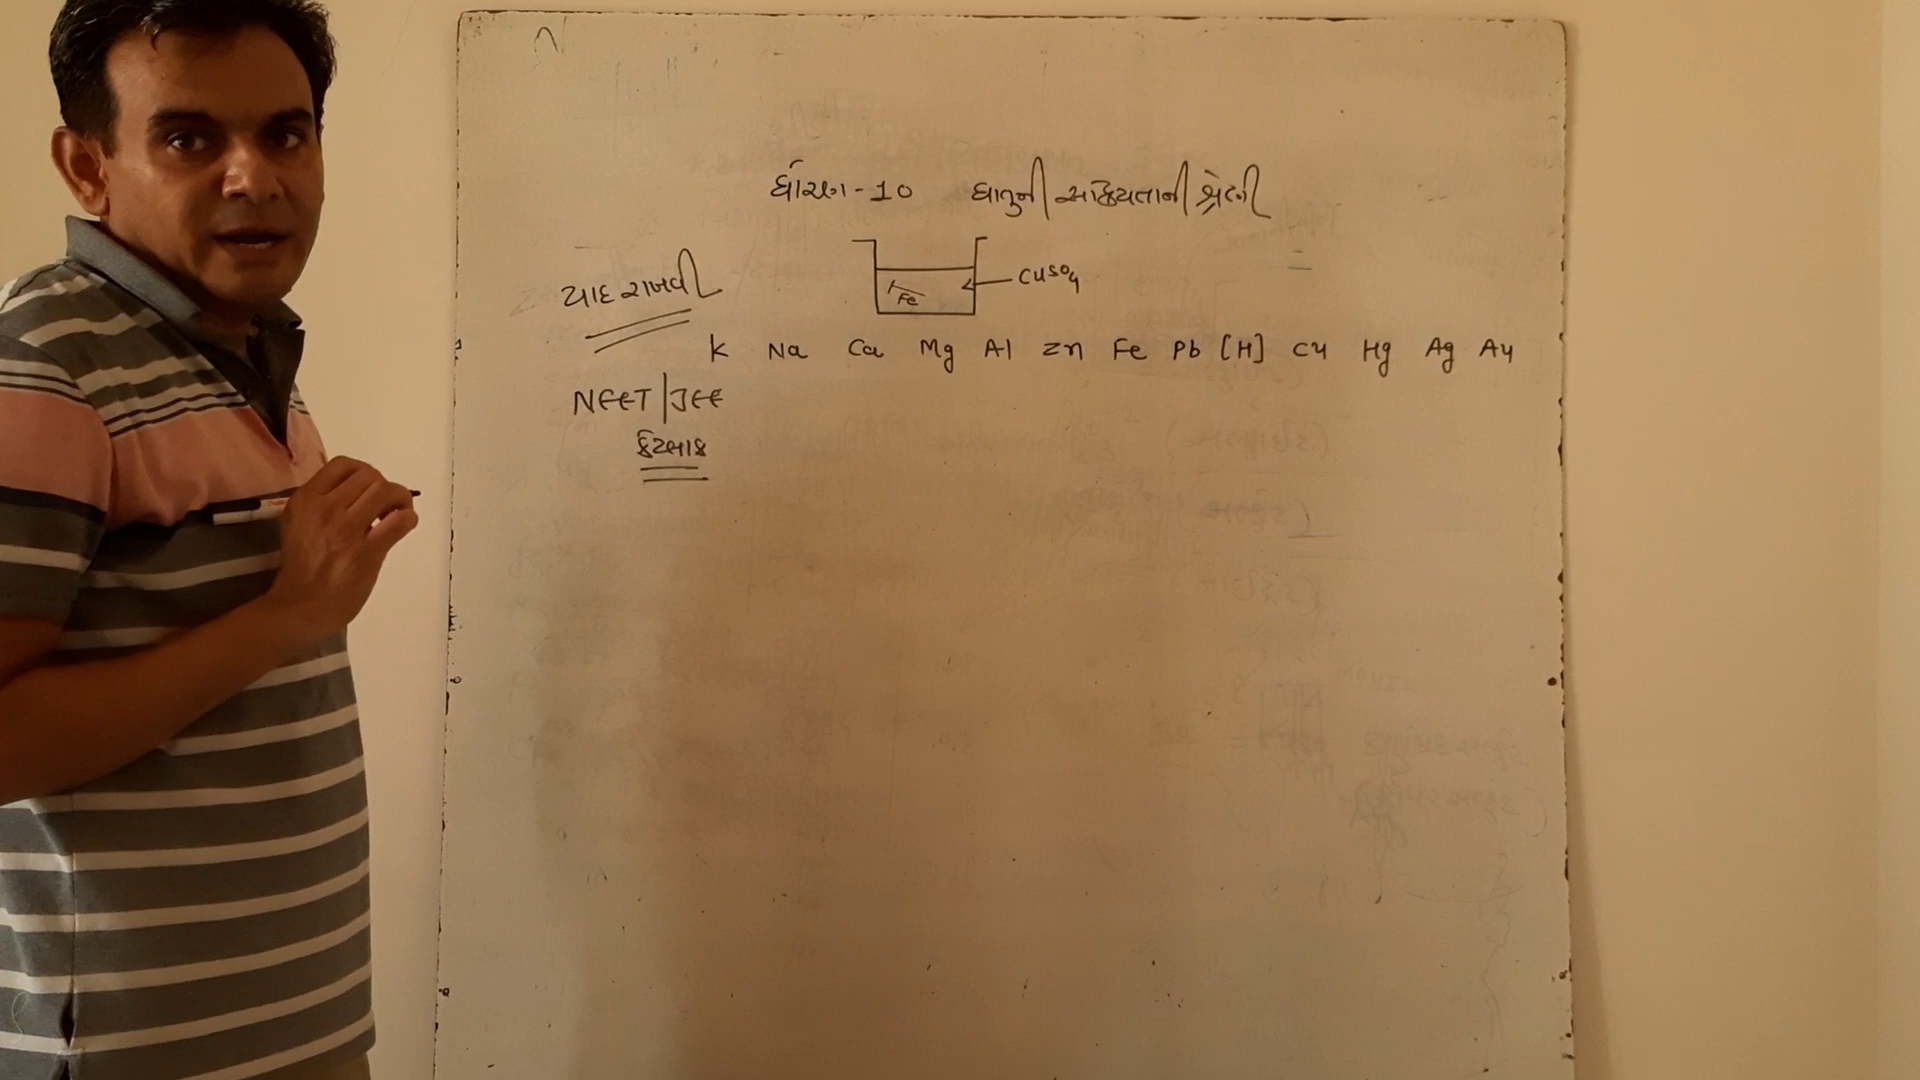 ધોરણ-10 ધાતુની સક્રિયતાની શ્રેણી
યાદ રાખવી
CuSO4
Fe
K Na Ca Mg Al Zn Fe Pb [H] Cu Hg Ag Au
NEET/JEE